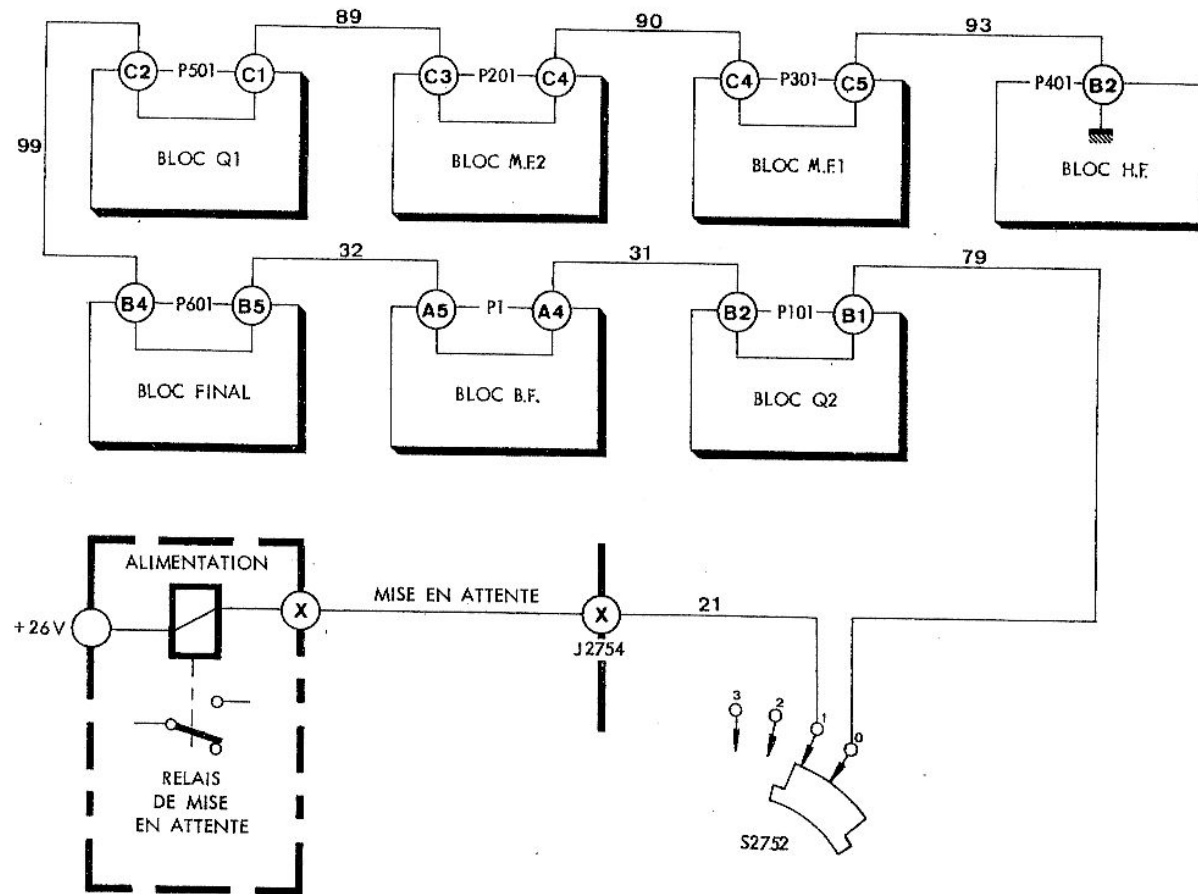 89
90
93
C2 P501 C1
C3 P201 C4
C4 P301 C5
P401 B2
BLOC Q1
BLOC M.F.2
BLOC M.F.1
BLOC H.F.
99
32
31
79
B4 P601 B5
A5 P1 A4
B2 P101 B1
BLOC FINAL
BLOC B.F.
BLOC Q2
ALIMENTATION
+26V
X
MISE EN ATTENTE
X
J2754
21
3
2
1
0
RELAIS
DE MISE
EN ATTENTE
S2752